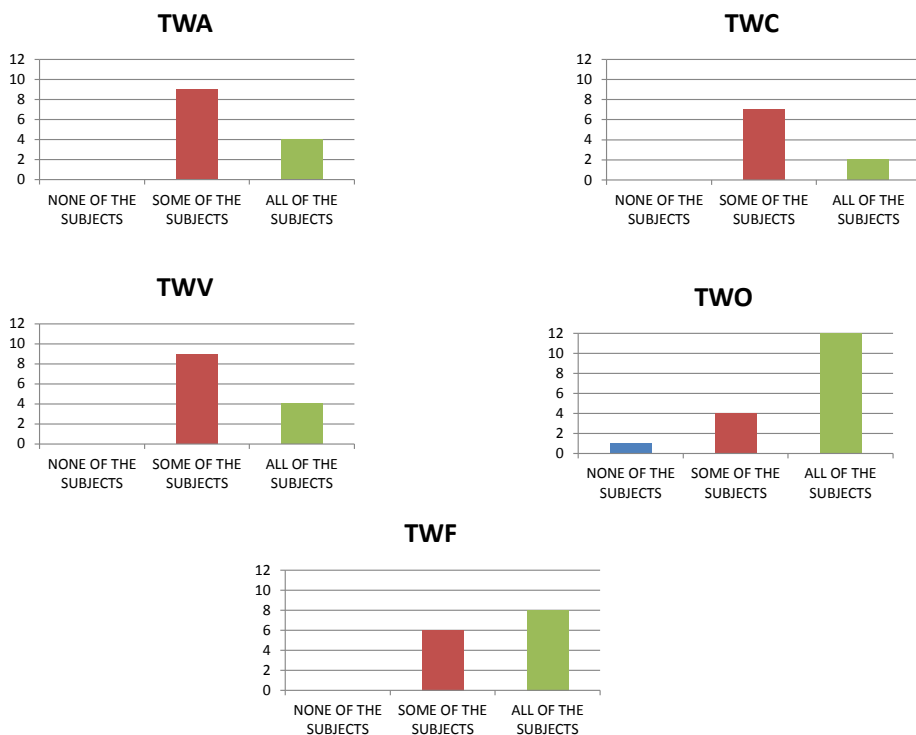 TWA
12
10
8
6
4
2
0
NONE OF THE SUBJECTS
SOME OF THE SUBJECTS
ALL OF THE SUBJECTS
TWC
12
10
8
6
4
2
0
NONE OF THE SUBJECTS
SOME OF THE SUBJECTS
ALL OF THE SUBJECTS
TWV
12
10
8
6
4
2
0
NONE OF THE SUBJECTS
SOME OF THE SUBJECTS
ALL OF THE SUBJECTS
TWO
12
10
8
6
4
2
0
NONE OF THE SUBJECTS
SOME OF THE SUBJECTS
ALL OF THE SUBJECTS
TWF
12
10
8
6
4
2
0
NONE OF THE SUBJECTS
SOME OF THE SUBJECTS
ALL OF THE SUBJECTS